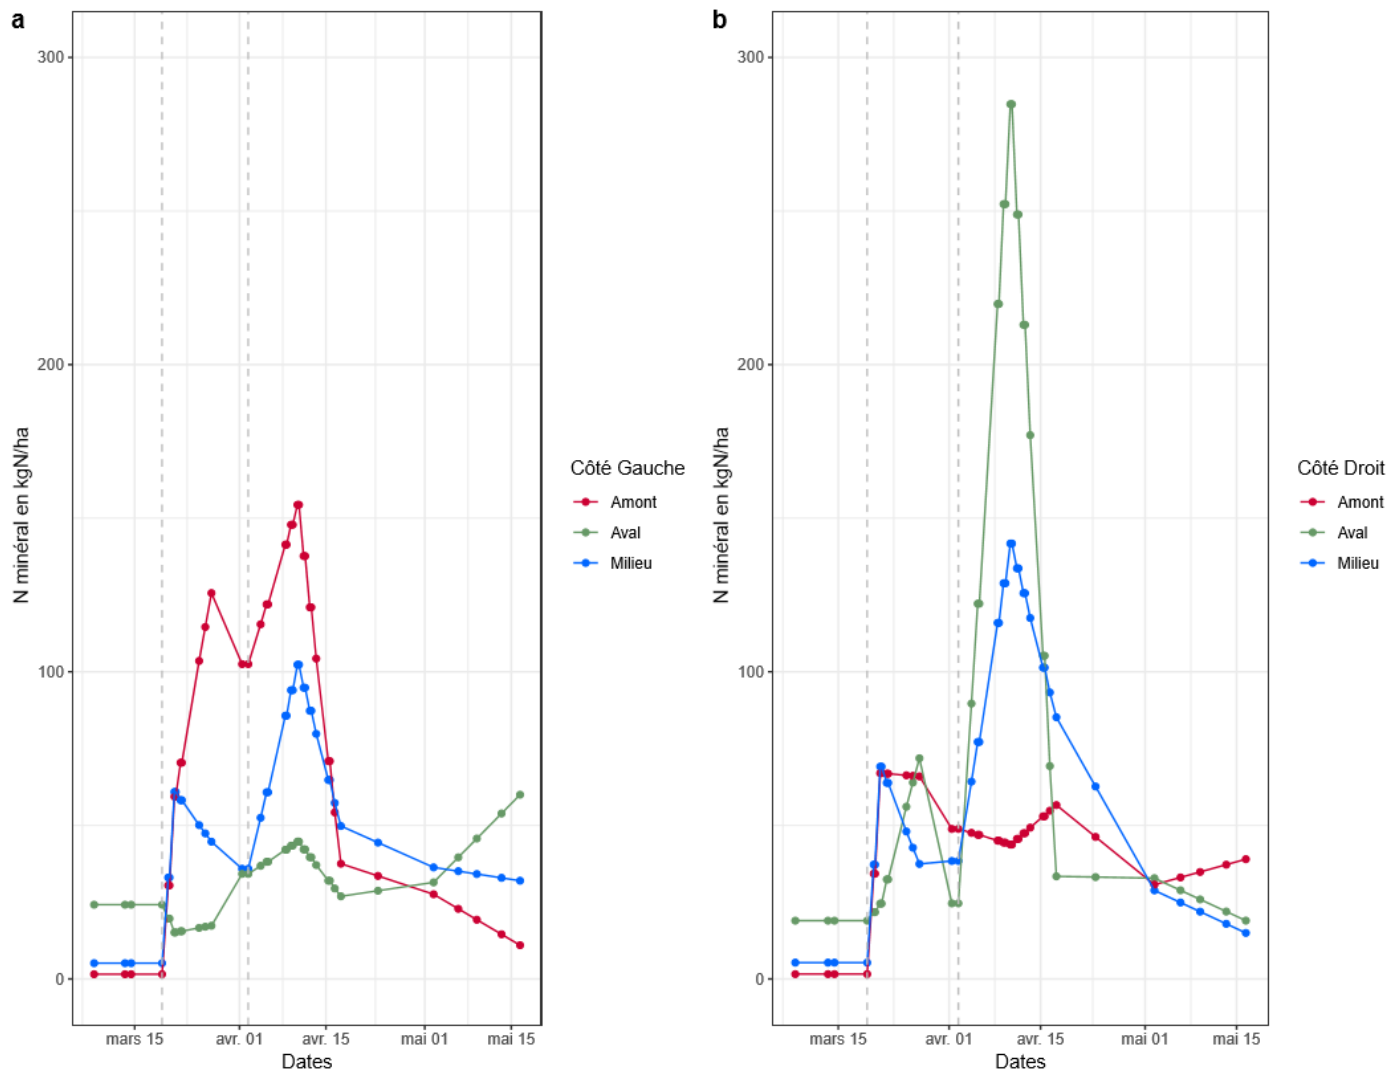 a
300
200
100
0
N minéral en kgN/ha
mars 15
avr. 01
avr. 15
mai 01
mai 15
Dates
Côté Gauche
Amont
Aval
Milieu
b
300
200
100
0
N minéral en kgN/ha
mars 15
avr. 01
avr. 15
mai 01
mai 15
Dates
Côté Droit
Amont
Aval
Milieu